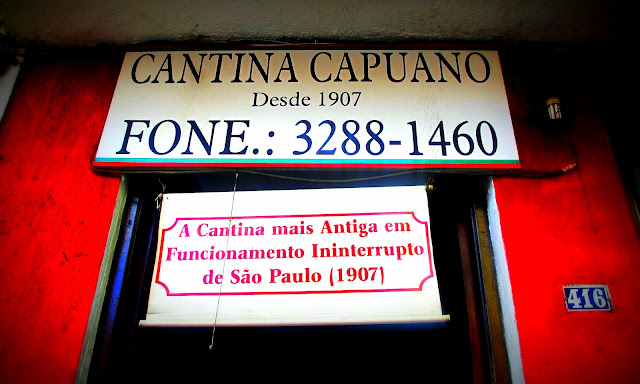 CANTINA CAPUANO
Desde 1907
FONE.: 3288-1460
A Cantina mais Antiga em
Funcionamento Ininterrupto
de São Paulo (1907)
416